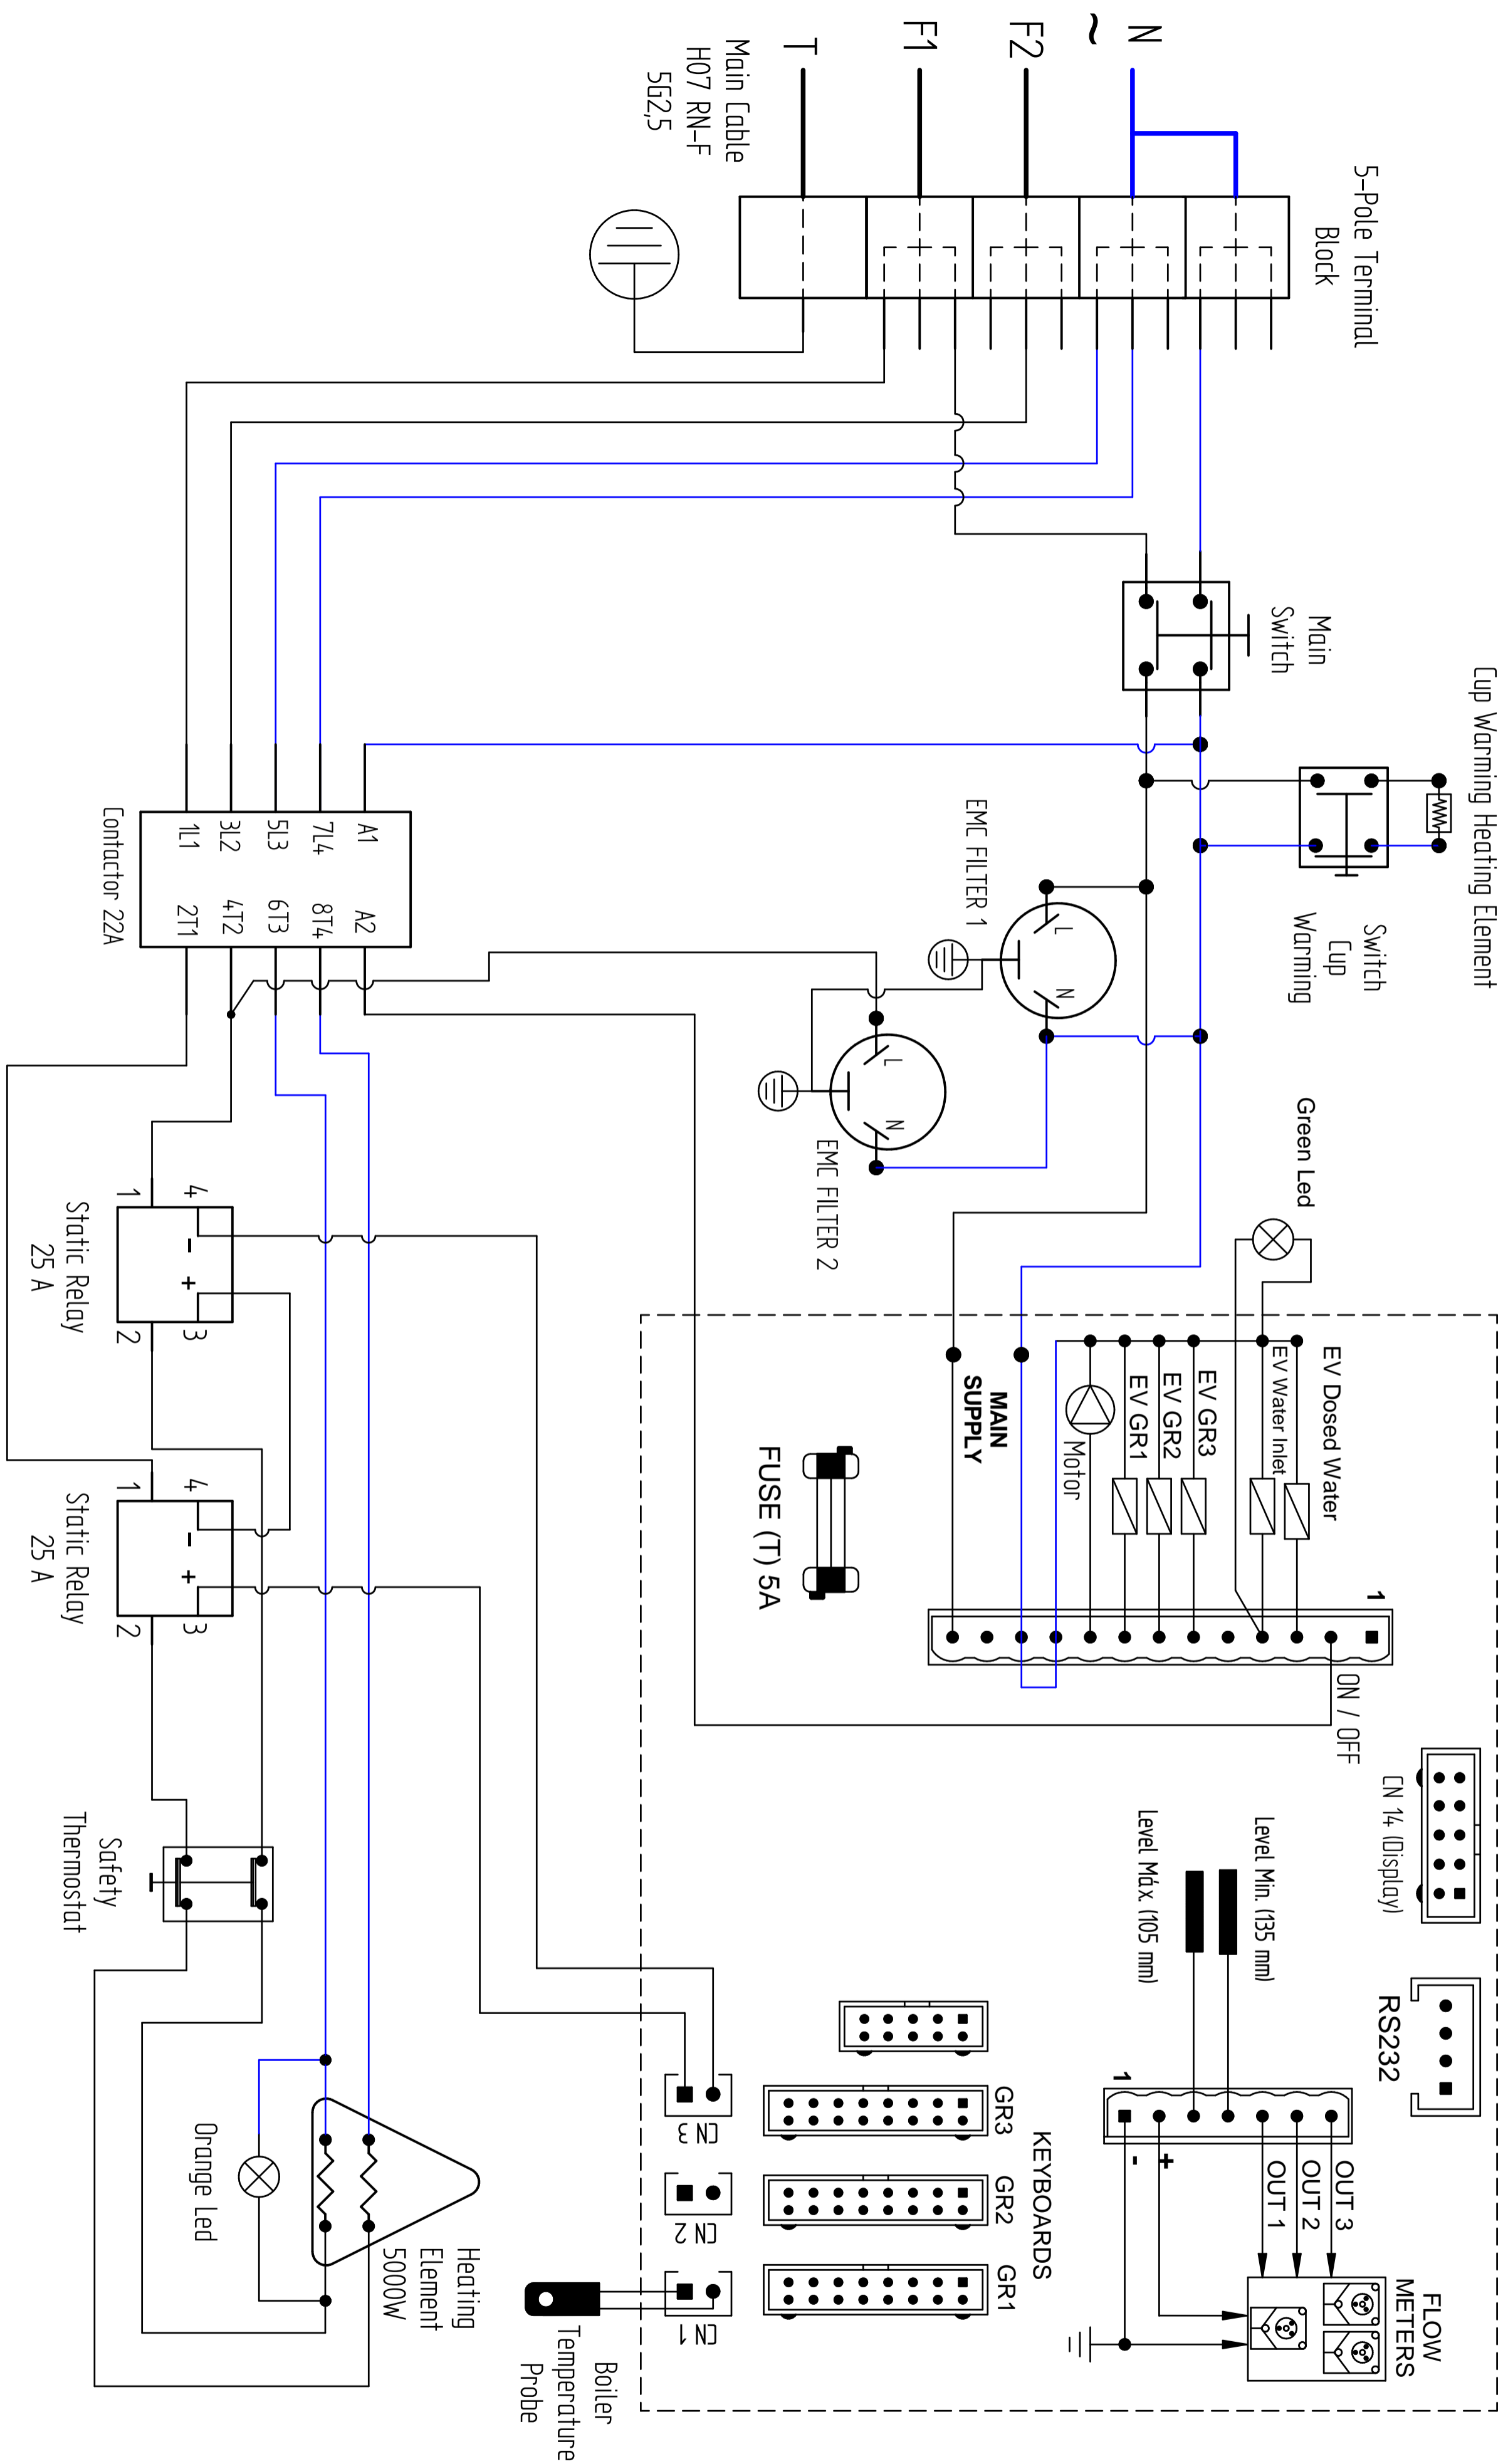 Cup Warming Heating Element
5-Pole Terminal
Block
Main
Switch
Switch
Cup
Warming
N
~
F2
F1
T
Main Cable
H07 RN-F
5G2,5
EMC FILTER 1
L
N
EMC FILTER 2
L
N
Green Led
EV Dosed Water
EV Water Inlet
EV GR3
EV GR2
EV GR1
Motor
MAIN
SUPPLY
FUSE (T) 5A
1
ON / OFF
CN 14 (Display)
RS232
Level Min. (135 mm)
Level Máx. (105 mm)
1
-
+
OUT 3
OUT 2
OUT 1
FLOW
METERS
KEYBOARDS
GR3
GR2
GR1
CN 3
CN 2
CN 1
Boiler
Temperature
Probe
A1
A2
7L4
8T4
5L3
6T3
3L2
4T2
1L1
2T1
Contactor 22A
4
3
-
+
1
2
Static Relay
25 A
4
3
-
+
1
2
Static Relay
25 A
Safety
Thermostat
Orange Led
Heating
Element
5000W